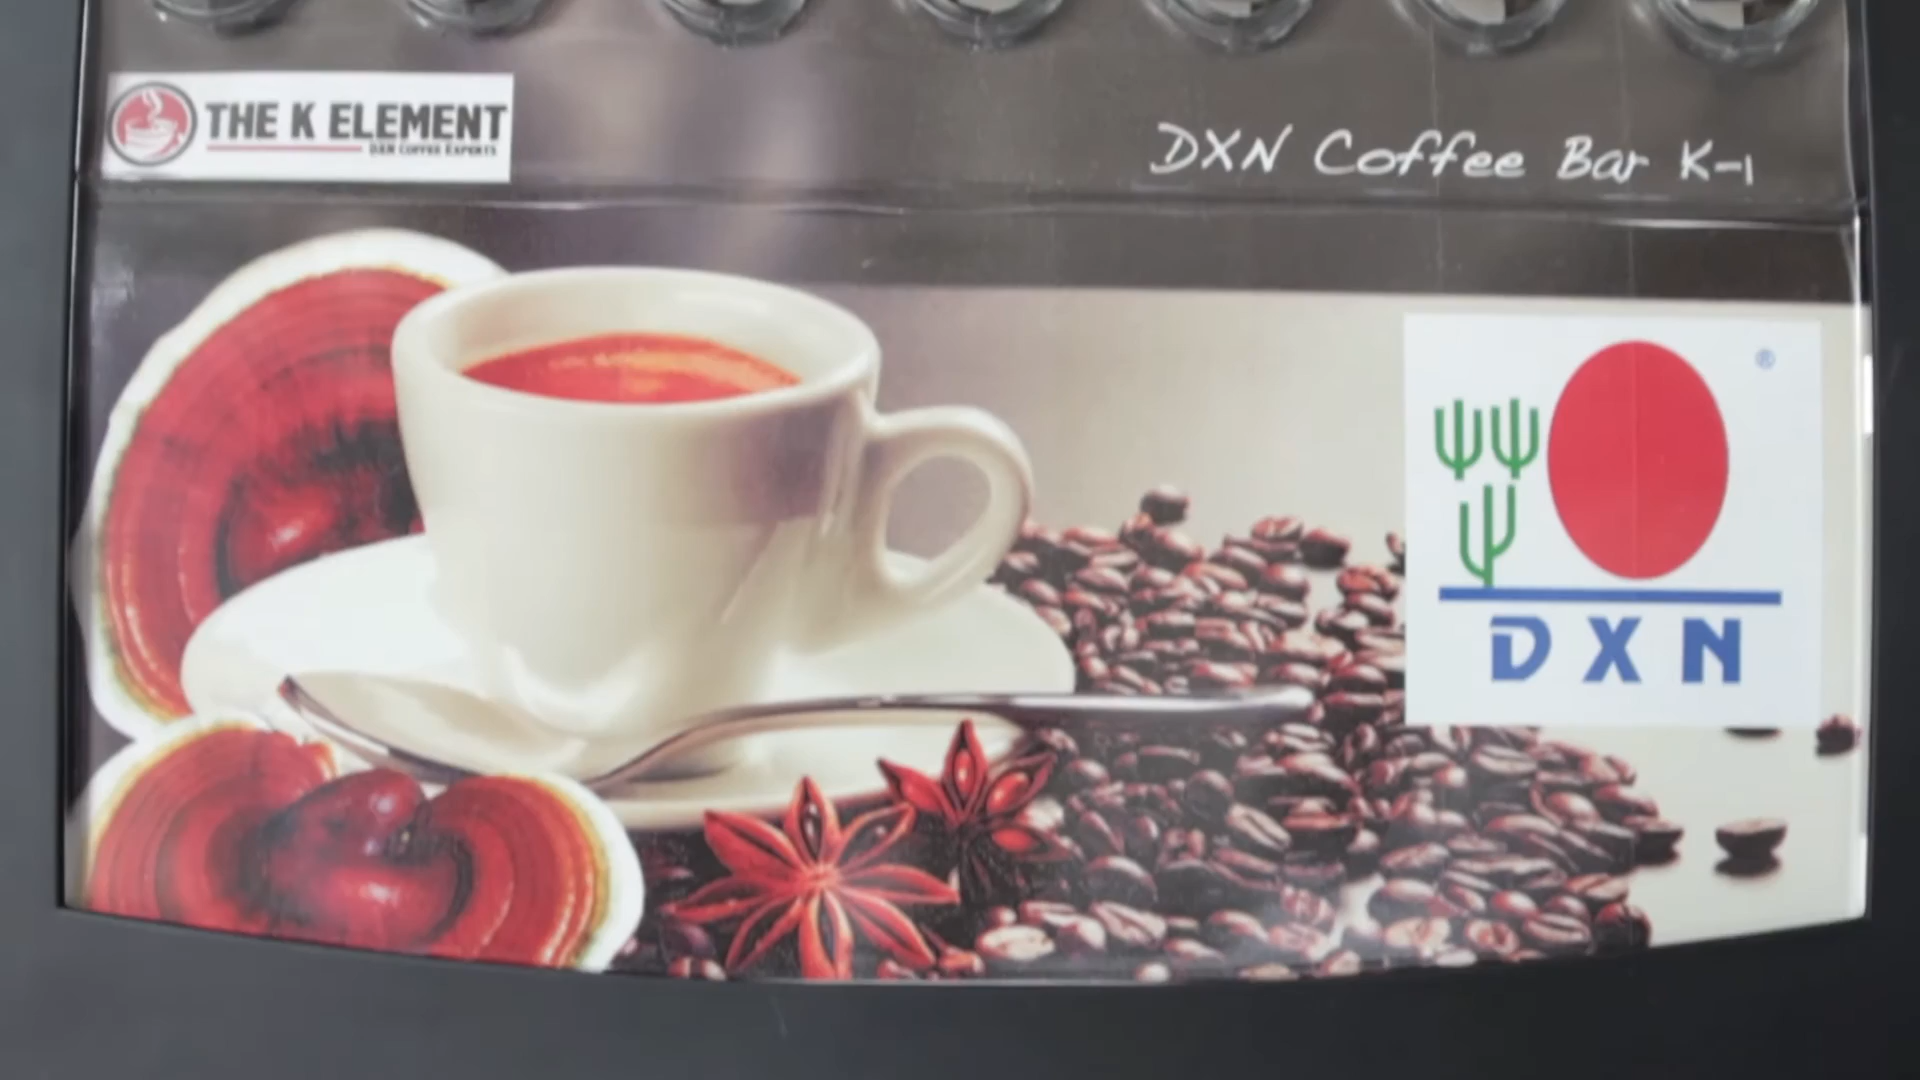 THE K ELEMENT
DXN COFFEE EXPERTS
DXN Coffee Bar K-1
®
DXN